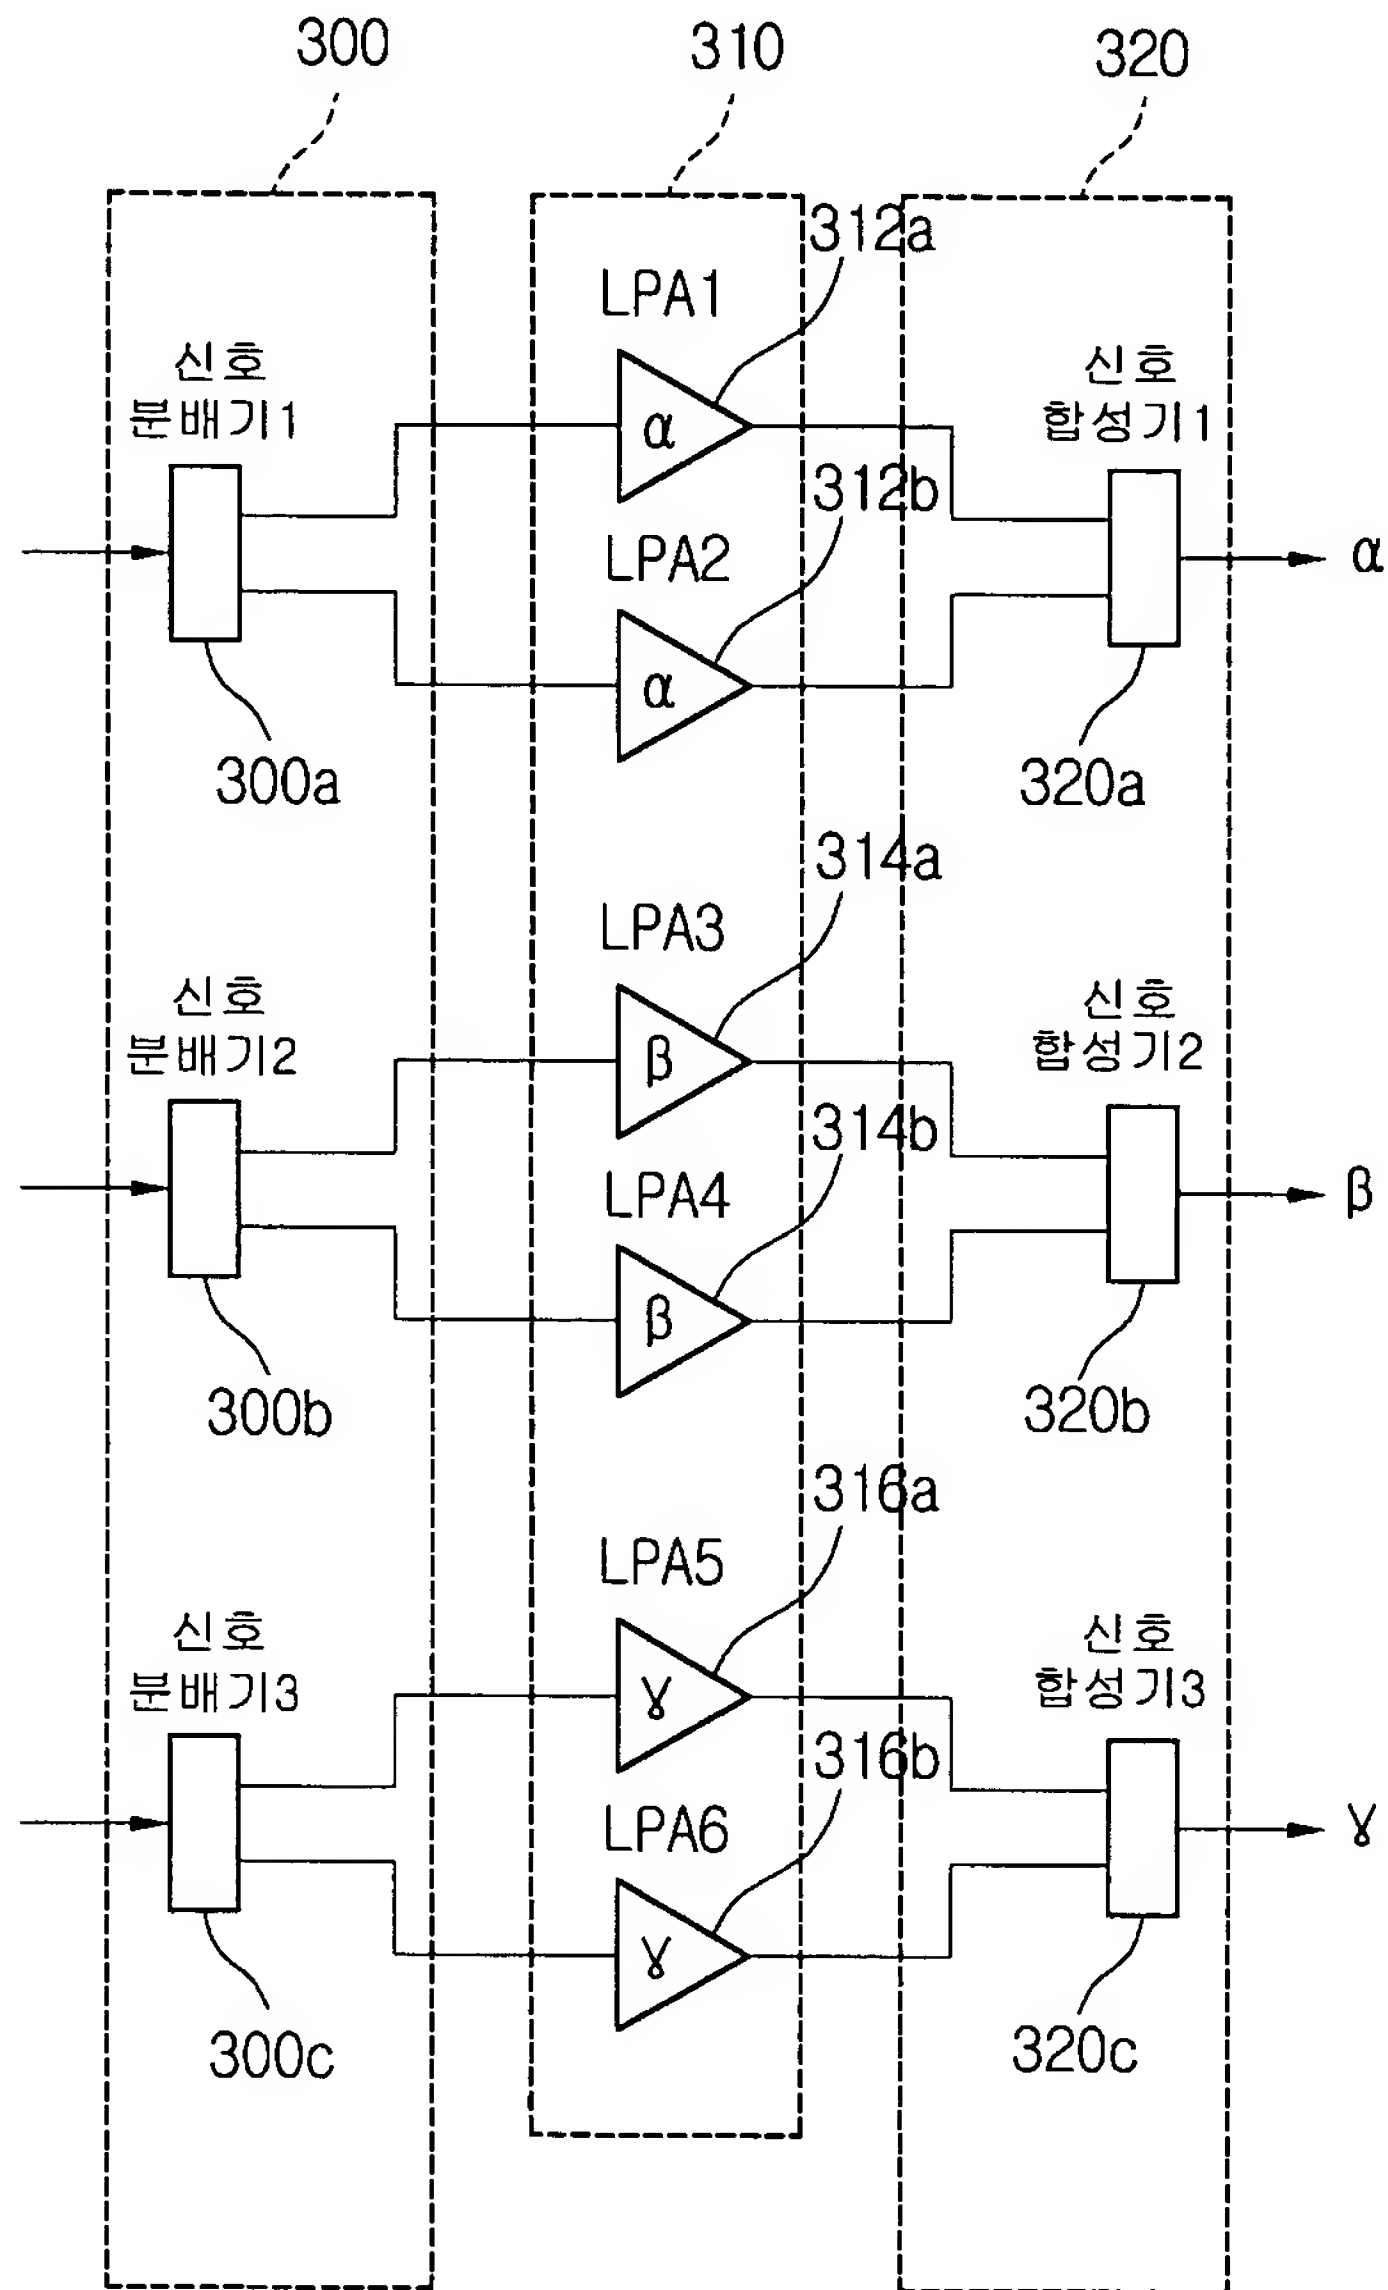 300
310
320
312a
LPA1
신호
분배기1
신호
합성기1
α
312b
LPA2
α
α
300a
320a
314a
LPA3
신호
분배기2
신호
합성기2
β
314b
LPA4
β
β
300b
320b
316a
LPA5
신호
분배기3
신호
합성기3
γ
316b
LPA6
γ
γ
300c
320c